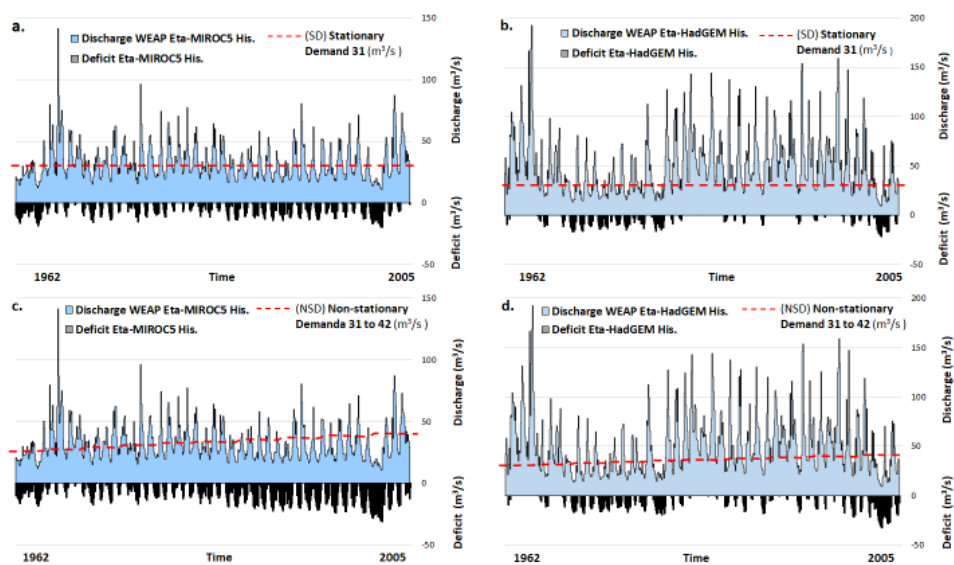 a.
Discharge WEAP Eta-MIROC5 His.
Deficit Eta-MIROC5 His.
(SD) Stationary
Demand 31 (m³/s)
150
100
50
0
-50
Discharge (m³/s)
Deficit (m³/s)
1962
Time
2005
b.
Discharge WEAP Eta-HadGEM His.
Deficit Eta-HadGEM His.
(SD) Stationary
Demand 31 (m³/s)
200
150
100
50
0
-50
Discharge (m³/s)
Deficit (m³/s)
1962
Time
2005
c.
Discharge WEAP Eta-MIROC5 His.
Deficit Eta-MIROC5 His.
(NSD) Non-stationary
Demanda 31 to 42 (m³/s)
150
100
50
0
-50
Discharge (m³/s)
Deficit (m³/s)
1962
Time
2005
d.
Discharge WEAP Eta-HadGEM His.
Deficit Eta-HadGEM His.
(NSD) Non-stationary
Demand 31 to 42 (m³/s)
200
150
100
50
0
-50
Discharge (m³/s)
Deficit (m³/s)
1962
Time
2005